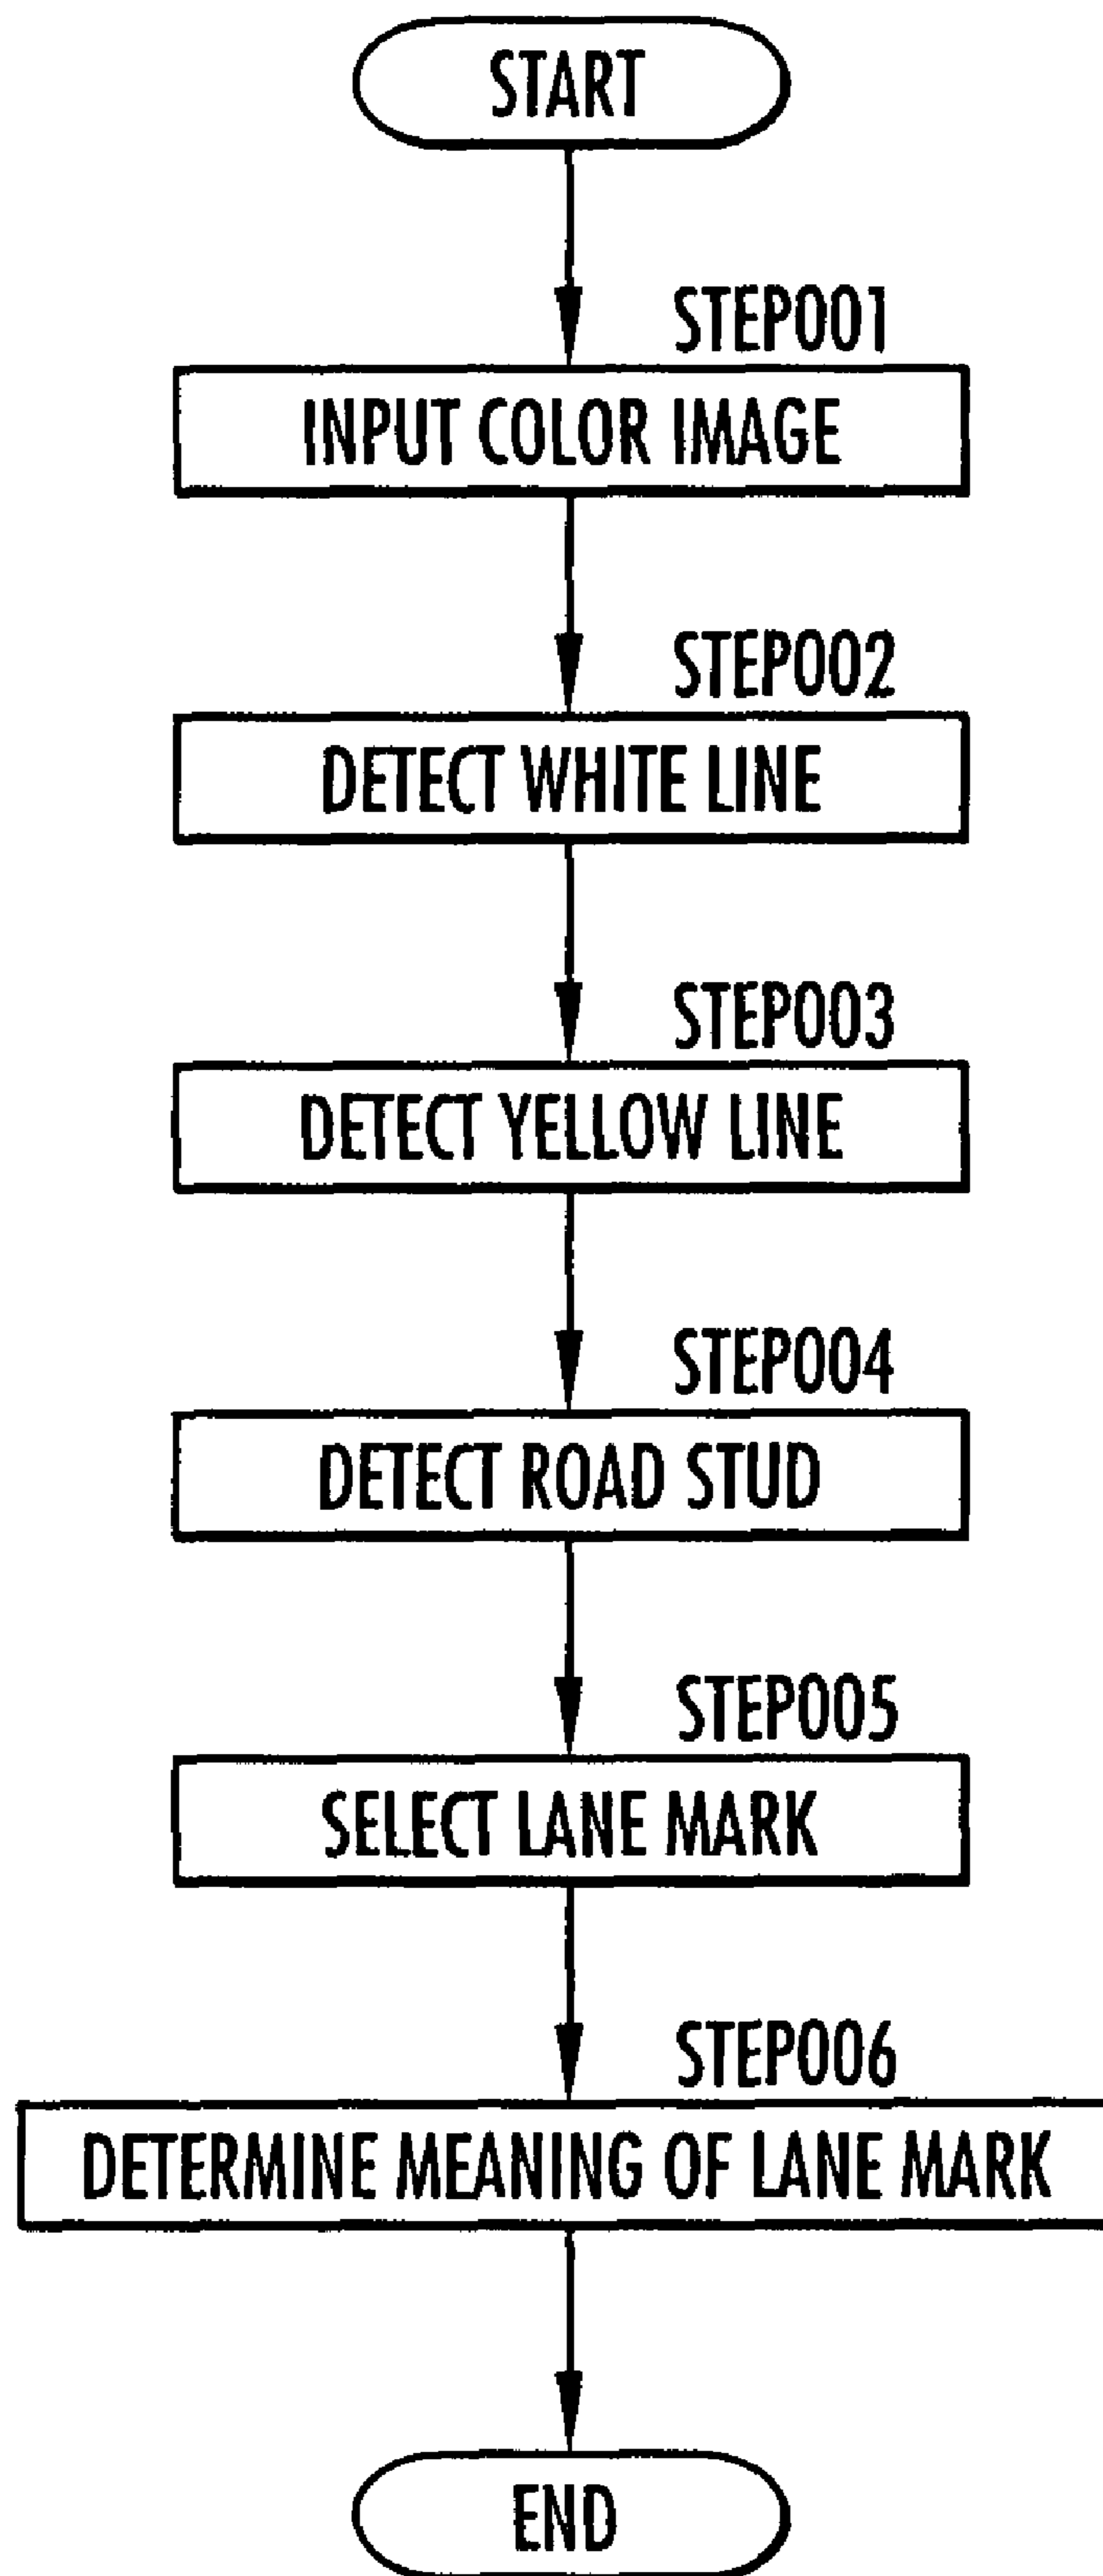 START
STEP001
INPUT COLOR IMAGE
STEP002
DETECT WHITE LINE
STEP003
DETECT YELLOW LINE
STEP004
DETECT ROAD STUD
STEP005
SELECT LANE MARK
STEP006
DETERMINE MEANING OF LANE MARK
END